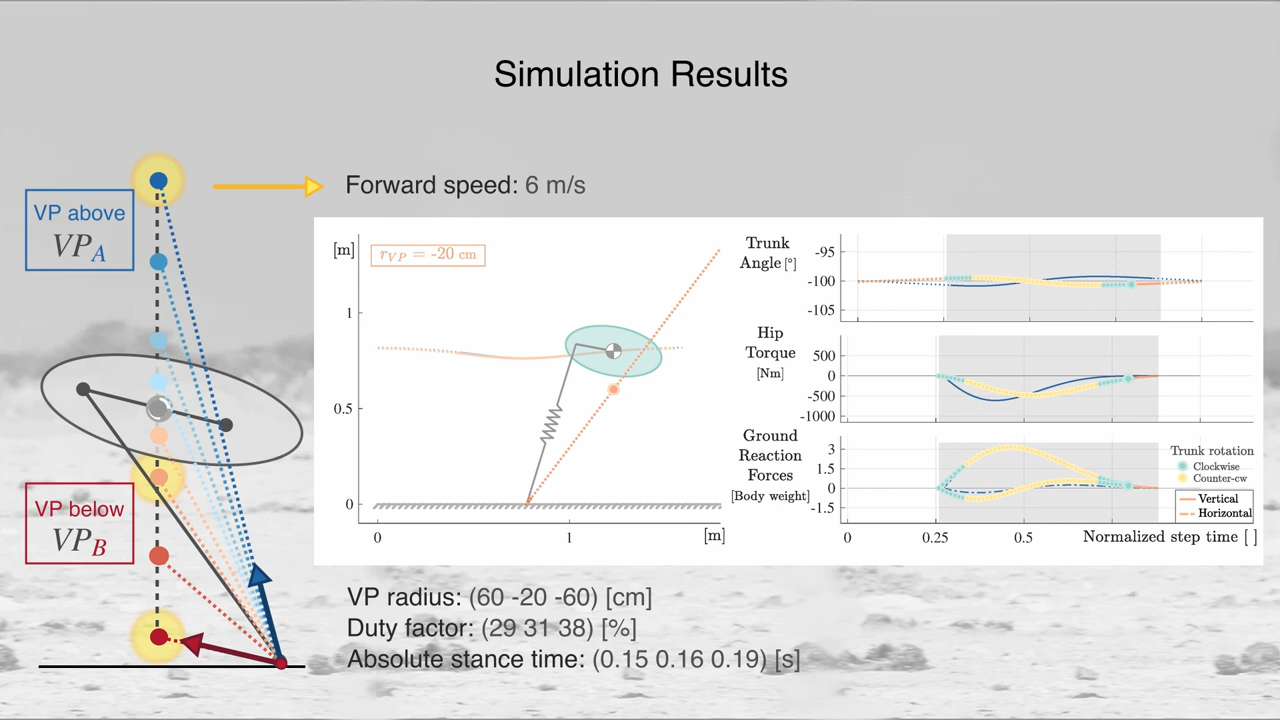 Simulation Results
VP above
VP_A
Forward speed: 6 m/s
VP below
VP_B
[m]
r_VP = -20 cm
1
0.5
0
0
1
[m]
Trunk
Angle [°]
-95
-100
-105
Hip
Torque
[Nm]
500
0
-500
-1000
Ground
Reaction
Forces
[Body weight]
3
1.5
0
-1.5
Trunk rotation
Clockwise
Counter-cw
Vertical
Horizontal
0
0.25
0.5
Normalized step time [ ]
VP radius: (60 -20 -60) [cm]
Duty factor: (29 31 38) [%]
Absolute stance time: (0.15 0.16 0.19) [s]